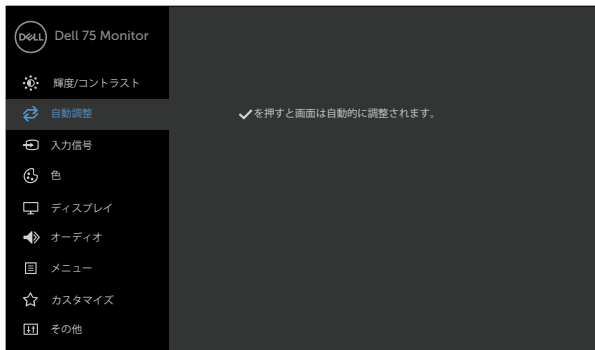 DELL Dell 75 Monitor
輝度/コントラスト
自動調整
✓を押すと画面は自動的に調整されます。
入力信号
色
ディスプレイ
オーディオ
メニュー
カスタマイズ
その他